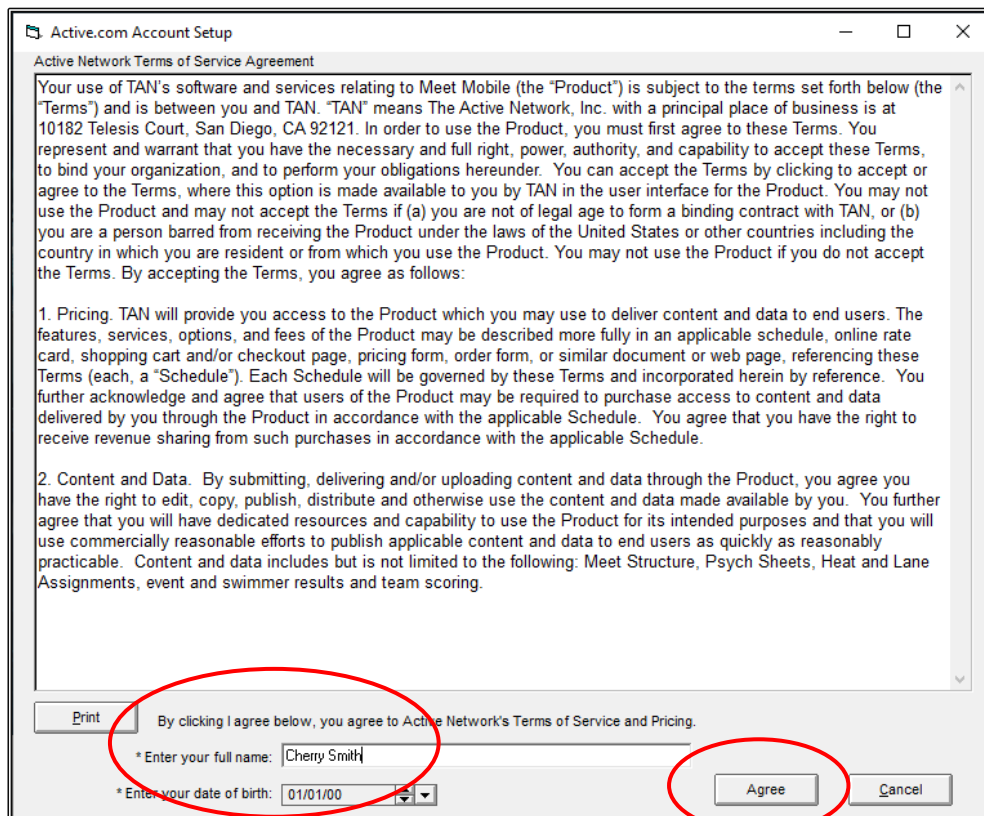 Active.com Account Setup
Active Network Terms of Service Agreement
Your use of TAN's software and services relating to Meet Mobile (the “Product”) is subject to the terms set forth below (the
“Terms”) and is between you and TAN. “TAN” means The Active Network, Inc. with a principal place of business is at
10182 Telesis Court, San Diego, CA 92121. In order to use the Product, you must first agree to these Terms. You
represent and warrant that you have the necessary and full right, power, authority, and capability to accept these Terms,
to bind your organization, and to perform your obligations hereunder. You can accept the Terms by clicking to accept or
agree to the Terms, where this option is made available to you by TAN in the user interface for the Product. You may not
use the Product and may not accept the Terms if (a) you are not of legal age to form a binding contract with TAN, or (b)
you are a person barred from receiving the Product under the laws of the United States or other countries including the
country in which you are resident or from which you use the Product. You may not use the Product if you do not accept
the Terms. By accepting the Terms, you agree as follows:
1. Pricing. TAN will provide you access to the Product which you may use to deliver content and data to end users. The
features, services, options, and fees of the Product may be described more fully in an applicable schedule, online rate
card, shopping cart and/or checkout page, pricing form, order form, or similar document or web page, referencing these
Terms (each, a “Schedule”). Each Schedule will be governed by these Terms and incorporated herein by reference. You
further acknowledge and agree that users of the Product may be required to purchase access to content and data
delivered by you through the Product in accordance with the applicable Schedule. You agree that you have the right to
receive revenue sharing from such purchases in accordance with the applicable Schedule.
2. Content and Data. By submitting, delivering and/or uploading content and data through the Product, you agree you
have the right to edit, copy, publish, distribute and otherwise use the content and data made available by you. You further
agree that you will have dedicated resources and capability to use the Product for its intended purposes and that you will
use commercially reasonable efforts to publish applicable content and data to end users as quickly as reasonably
practicable. Content and data includes but is not limited to the following: Meet Structure, Psych Sheets, Heat and Lane
Assignments, event and swimmer results and team scoring.
Print By clicking I agree below, you agree to Active Network's Terms of Service and Pricing.
* Enter your full name: Cherry Smith
* Enter your date of birth: 01/01/00 Agree Cancel